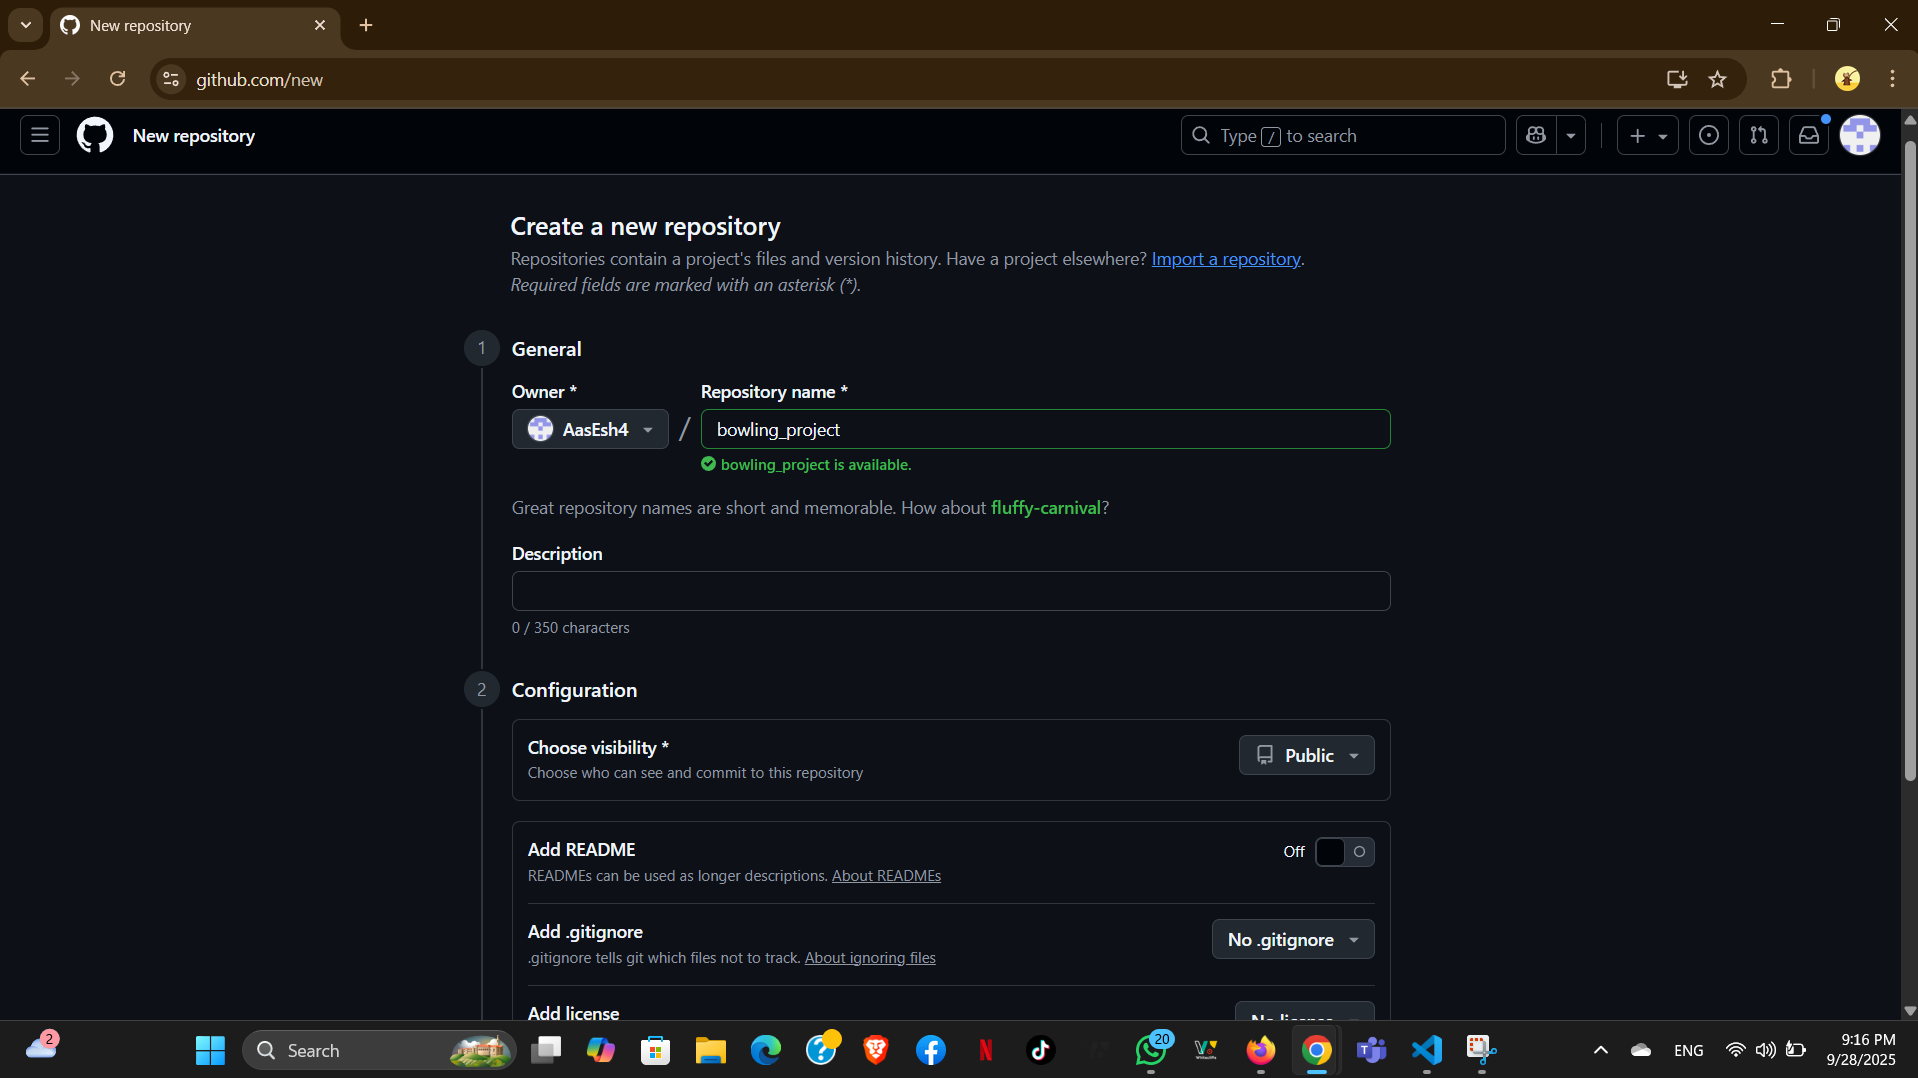 New repository
github.com/new
New repository
Type / to search
Create a new repository
Repositories contain a project's files and version history. Have a project elsewhere? Import a repository.
Required fields are marked with an asterisk (*).
1
General
Owner *
Repository name *
AasEsh4
/
bowling_project
bowling_project is available.
Great repository names are short and memorable. How about fluffy-carnival?
Description
0 / 350 characters
2
Configuration
Choose visibility *
Choose who can see and commit to this repository
Public
Add README
READMEs can be used as longer descriptions. About READMEs
Off
Add .gitignore
.gitignore tells git which files not to track. About ignoring files
No .gitignore
Add license
No license
2
Search
20
ENG
9:16 PM
9/28/2025